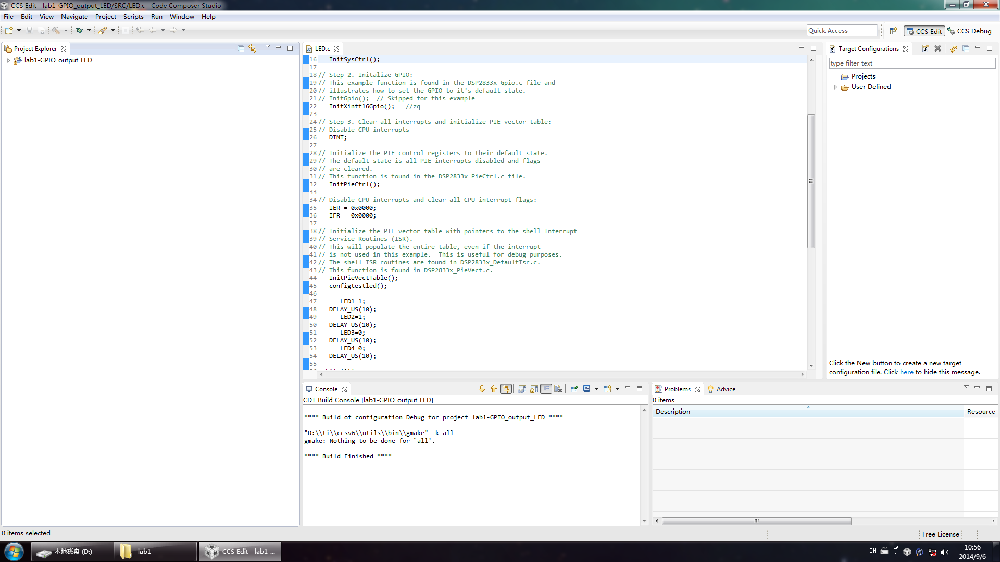 CCS Edit - lab1-GPIO_output_LED/SRC/LED.c - Code Composer Studio
File Edit View Navigate Project Scripts Run Window Help
Quick Access
CCS Edit
CCS Debug
Project Explorer
lab1-GPIO_output_LED
LED.c
16 InitSysCtrl();
17
18 // Step 2. Initalize GPIO:
19 // This example function is found in the DSP2833x_Gpio.c file and
20 // illustrates how to set the GPIO to it's default state.
21 // InitGpio();  // Skipped for this example
22 InitXintf16Gpio();   //zq
23
24 // Step 3. Clear all interrupts and initialize PIE vector table:
25 // Disable CPU interrupts
26 DINT;
27
28 // Initialize the PIE control registers to their default state.
29 // The default state is all PIE interrupts disabled and flags
30 // are cleared.
31 // This function is found in the DSP2833x_PieCtrl.c file.
32 InitPieCtrl();
33
34 // Disable CPU interrupts and clear all CPU interrupt flags:
35 IER = 0x0000;
36 IFR = 0x0000;
37
38 // Initialize the PIE vector table with pointers to the shell Interrupt
39 // Service Routines (ISR).
40 // This will populate the entire table, even if the interrupt
41 // is not used in this example.  This is useful for debug purposes.
42 // The shell ISR routines are found in DSP2833x_DefaultIsr.c.
43 // This function is found in DSP2833x_PieVect.c.
44 InitPieVectTable();
45 configtestled();
46
47 LED1=1;
48 DELAY_US(10);
49 LED2=1;
50 DELAY_US(10);
51 LED3=0;
52 DELAY_US(10);
53 LED4=0;
54 DELAY_US(10);
55
Target Configurations
type filter text
Projects
User Defined
Click the New button to create a new target
configuration file. Click here to hide this message.
Console
CDT Build Console [lab1-GPIO_output_LED]
**** Build of configuration Debug for project lab1-GPIO_output_LED ****
"D:\\ti\\ccsv6\\utils\\bin\\gmake" -k all
gmake: Nothing to be done for `all'.
**** Build Finished ****
Problems
Advice
0 items
Description
Resource
0 items selected
Free License
本地磁盘 (D:)
lab1
CCS Edit - lab1-...
CH
10:56
2014/9/6